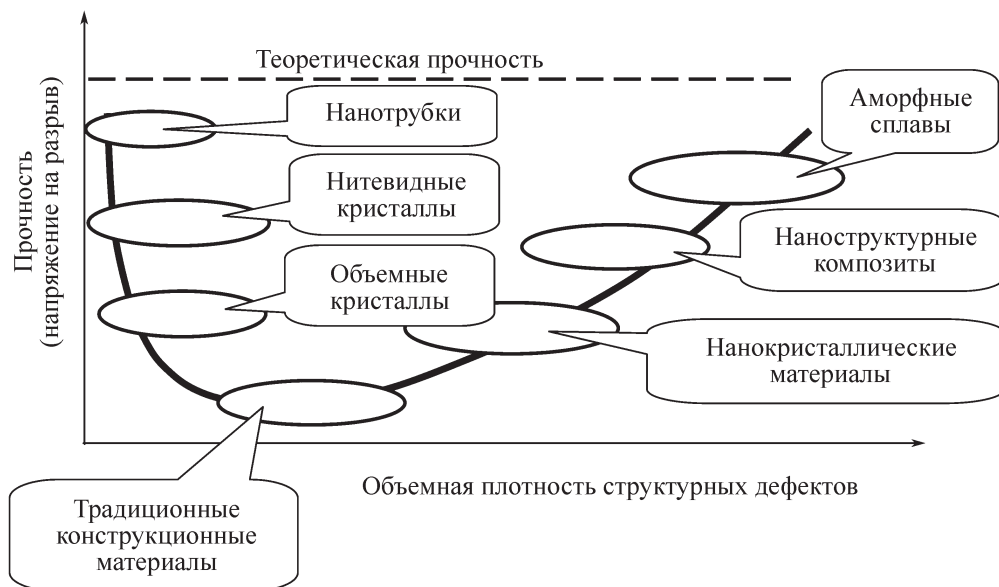 Теоретическая прочность
Нанотрубки
Аморфные
сплавы
Нитевидные
кристаллы
Наноструктурные
композиты
Объемные
кристаллы
Нанокристаллические
материалы
Прочность
(напряжение на разрыв)
Объемная плотность структурных дефектов
Традиционные
конструкционные
материалы